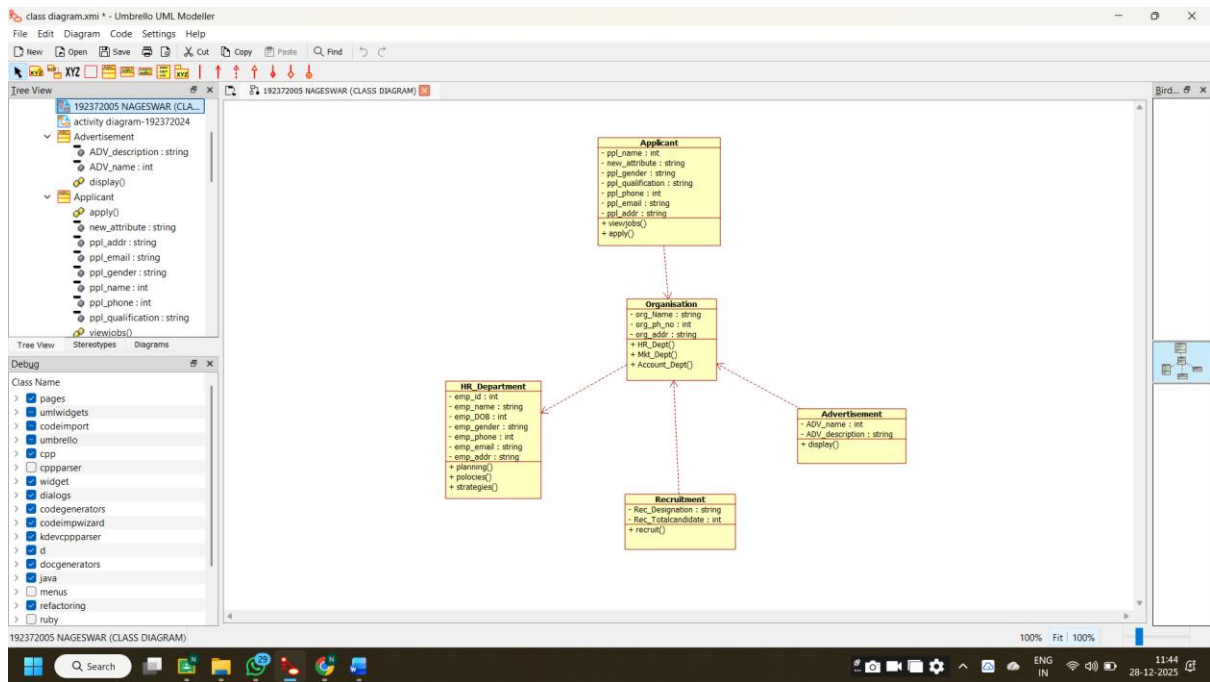 class diagram.xmi * - Umbrello UML Modeller
File Edit Diagram Code Settings Help
New Open Save Cut Copy Paste Find
XYZ
Tree View
192372005 NAGESWAR (CLASS DIAGRAM)
Bird...
192372005 NAGESWAR (CLA...
activity diagram-192372024
Advertisement
ADV_description : string
ADV_name : int
display()
Applicant
apply()
new_attribute : string
ppl_addr : string
ppl_email : string
ppl_gender : string
ppl_name : int
ppl_phone : int
ppl_qualification : string
viewjobs()
Tree View Stereotypes Diagrams
Debug
Class Name
pages
umlwidgets
codeimport
umbrello
cpp
cppparser
widget
dialogs
codegenerators
codeimpwizard
kdevcppparser
d
docgenerators
java
menus
refactoring
ruby
Applicant
- ppl_name : int
- new_attribute : string
- ppl_gender : string
- ppl_qualification : string
- ppl_phone : int
- ppl_email : string
- ppl_addr : string
+ viewjobs()
+ apply()
Organisation
- org_Name : string
- org_ph_no : int
- org_addr : string
+ HR_Dept()
+ Mkt_Dept()
+ Account_Dept()
HR_Department
- emp_id : int
- emp_name : string
- emp_DOB : int
- emp_gender : string
- emp_phone : int
- emp_email : string
- emp_addr : string
+ planning()
+ polocies()
+ strategies()
Advertisement
- ADV_name : int
- ADV_description : string
+ display()
Recruitment
- Rec_Designation : string
- Rec_Totalcandidate : int
+ recruit()
192372005 NAGESWAR (CLASS DIAGRAM)
100% Fit 100%
Search
ENG
IN
11:44
28-12-2025